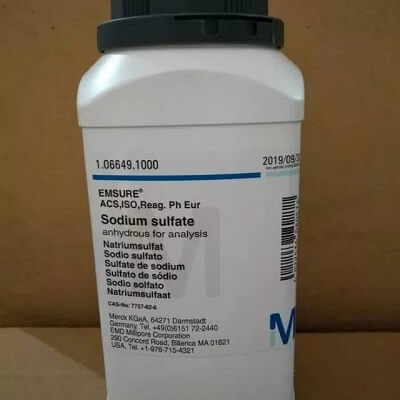 1.06649.1000
2019/09/30
EMSURE®
ACS,ISO,Reag. Ph Eur
Sodium sulfate
anhydrous for analysis
Natriumsulfat
Sodio sulfato
Sulfate de sodium
Sulfato de sódio
Sodio solfato
Natriumsulfaat
CAS-No: 7757-82-6
Merck KGaA, 64271 Darmstadt
Germany, Tel. +49(0)6151 72-2440
EMD Millipore Corporation
290 Concord Road, Billerica MA 01821
USA, Tel. +1-978-715-4321
M